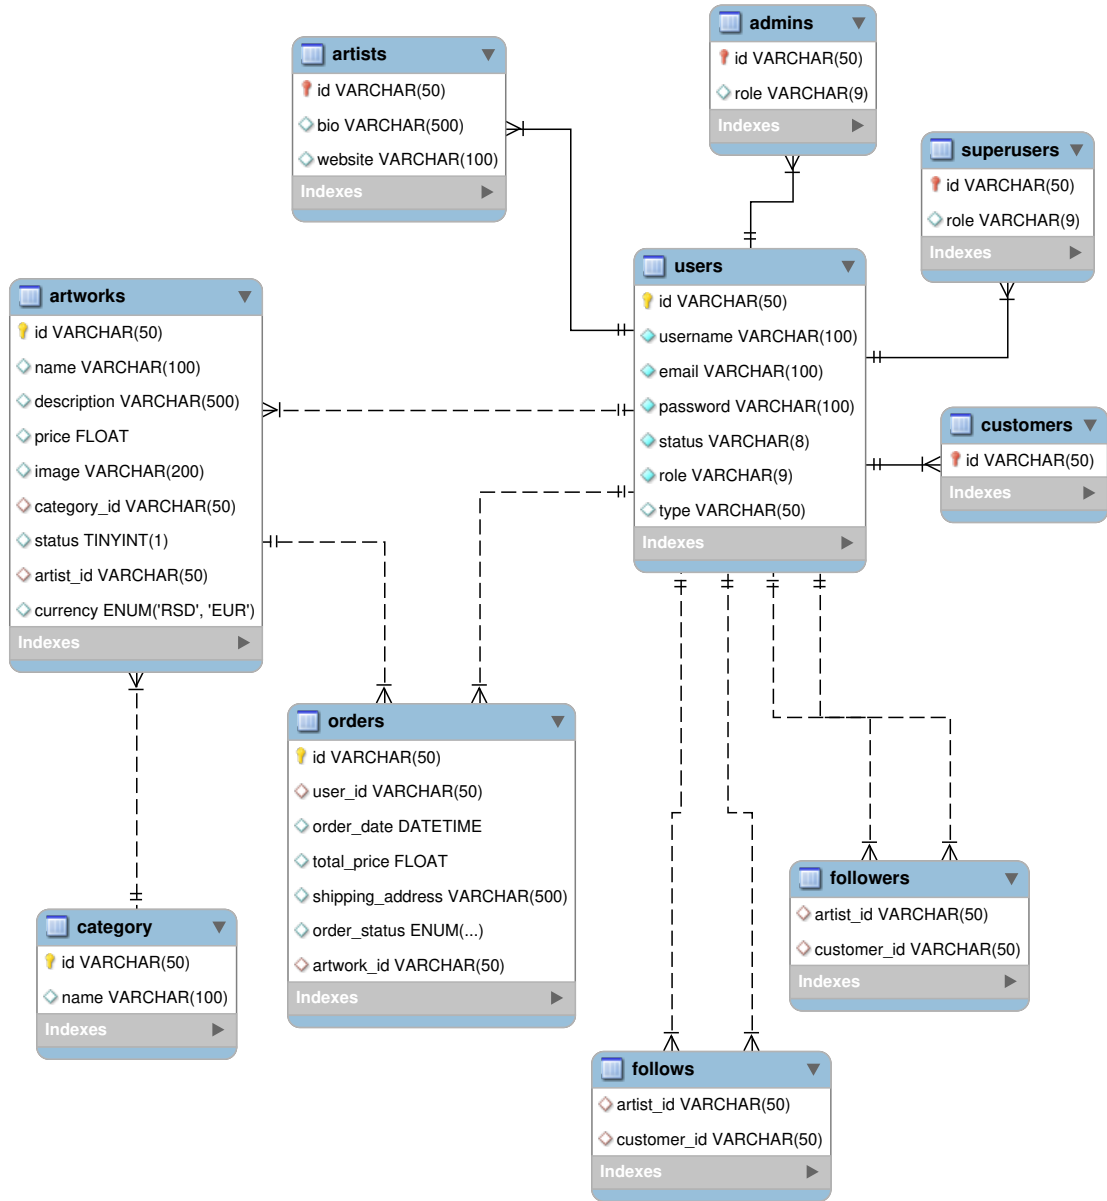 admins
id VARCHAR(50)
role VARCHAR(9)
Indexes
artists
id VARCHAR(50)
bio VARCHAR(500)
website VARCHAR(100)
Indexes
superusers
id VARCHAR(50)
role VARCHAR(9)
Indexes
users
id VARCHAR(50)
username VARCHAR(100)
email VARCHAR(100)
password VARCHAR(100)
status VARCHAR(8)
role VARCHAR(9)
type VARCHAR(50)
Indexes
artworks
id VARCHAR(50)
name VARCHAR(100)
description VARCHAR(500)
price FLOAT
image VARCHAR(200)
category_id VARCHAR(50)
status TINYINT(1)
artist_id VARCHAR(50)
currency ENUM('RSD', 'EUR')
Indexes
customers
id VARCHAR(50)
Indexes
orders
id VARCHAR(50)
user_id VARCHAR(50)
order_date DATETIME
total_price FLOAT
shipping_address VARCHAR(500)
order_status ENUM(...)
artwork_id VARCHAR(50)
Indexes
followers
artist_id VARCHAR(50)
customer_id VARCHAR(50)
Indexes
category
id VARCHAR(50)
name VARCHAR(100)
Indexes
follows
artist_id VARCHAR(50)
customer_id VARCHAR(50)
Indexes